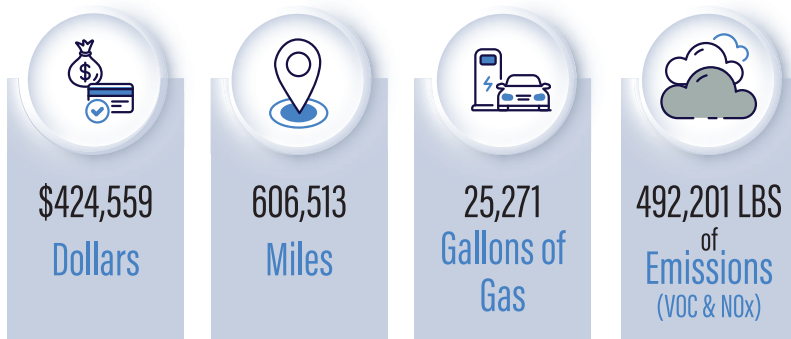 $424,559
Dollars
606,513
Miles
25,271
Gallons of
Gas
492,201 LBS
of
Emissions
(VOC & NOx)